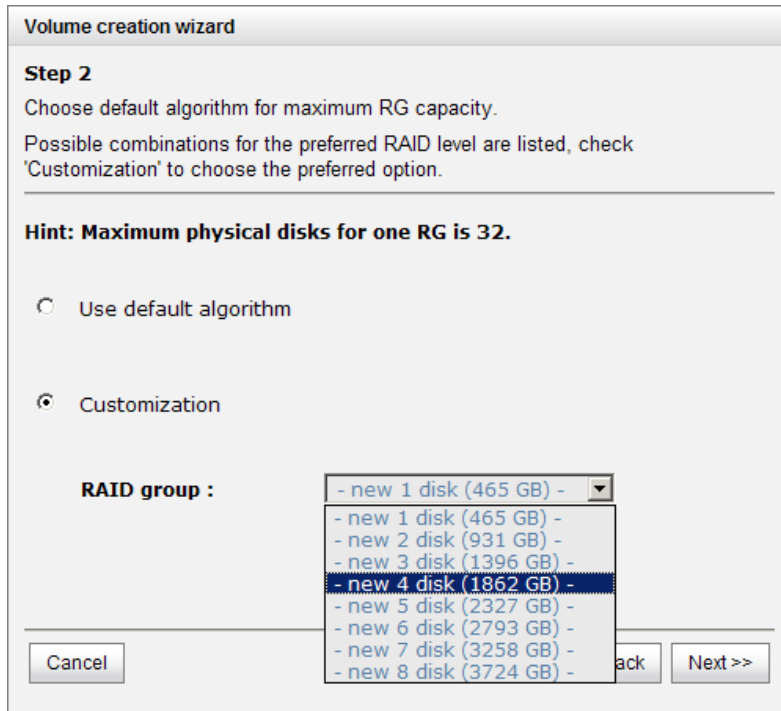 Volume creation wizard
Step 2
Choose default algorithm for maximum RG capacity.
Possible combinations for the preferred RAID level are listed, check
'Customization' to choose the preferred option.
Hint: Maximum physical disks for one RG is 32.
Use default algorithm
Customization
RAID group :
- new 1 disk (465 GB) -
- new 1 disk (465 GB) -
- new 2 disk (931 GB) -
- new 3 disk (1396 GB) -
- new 4 disk (1862 GB) -
- new 5 disk (2327 GB) -
- new 6 disk (2793 GB) -
- new 7 disk (3258 GB) -
- new 8 disk (3724 GB) -
Cancel
ack
Next >>